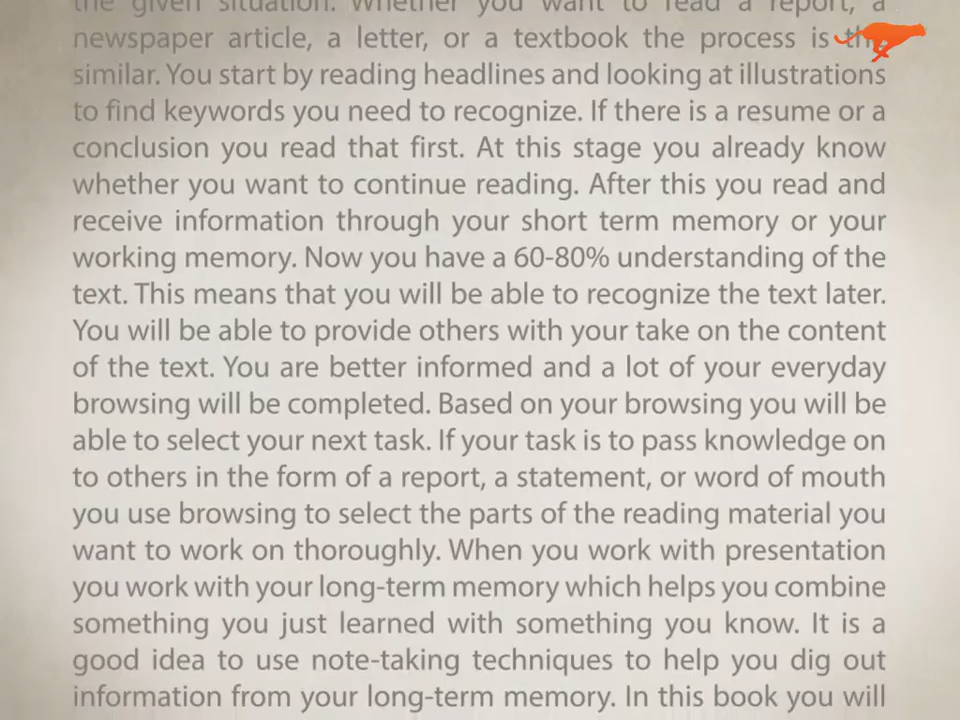 the given situation. Whether you want to read a report, a
newspaper article, a letter, or a textbook the process is the
similar. You start by reading headlines and looking at illustrations
to find keywords you need to recognize. If there is a resume or a
conclusion you read that first. At this stage you already know
whether you want to continue reading. After this you read and
receive information through your short term memory or your
working memory. Now you have a 60-80% understanding of the
text. This means that you will be able to recognize the text later.
You will be able to provide others with your take on the content
of the text. You are better informed and a lot of your everyday
browsing will be completed. Based on your browsing you will be
able to select your next task. If your task is to pass knowledge on
to others in the form of a report, a statement, or word of mouth
you use browsing to select the parts of the reading material you
want to work on thoroughly. When you work with presentation
you work with your long-term memory which helps you combine
something you just learned with something you know. It is a
good idea to use note-taking techniques to help you dig out
information from your long-term memory. In this book you will